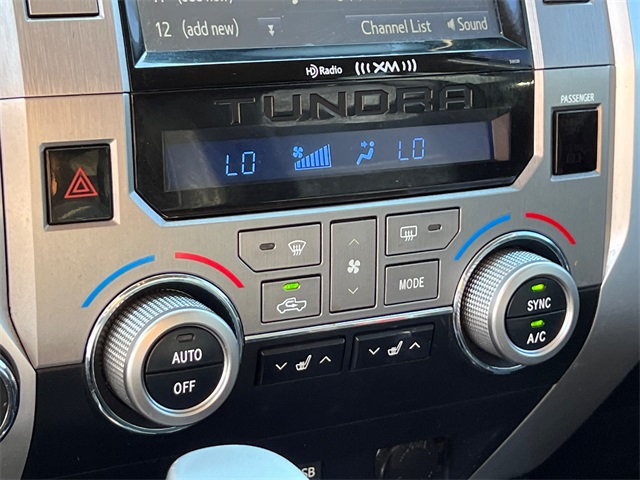 12 (add new)
Channel List
Sound
HD Radio
XM
TUNDRA
PASSENGER
LO
LO
MODE
SYNC
A/C
AUTO
OFF